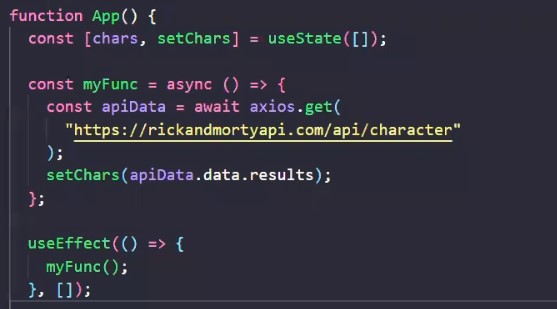 function App() {
const [chars, setChars] = useState([]);
const myFunc = async () => {
const apiData = await axios.get(
"https://rickandmortyapi.com/api/character"
);
setChars(apiData.data.results);
};
useEffect(() => {
myFunc();
}, []);